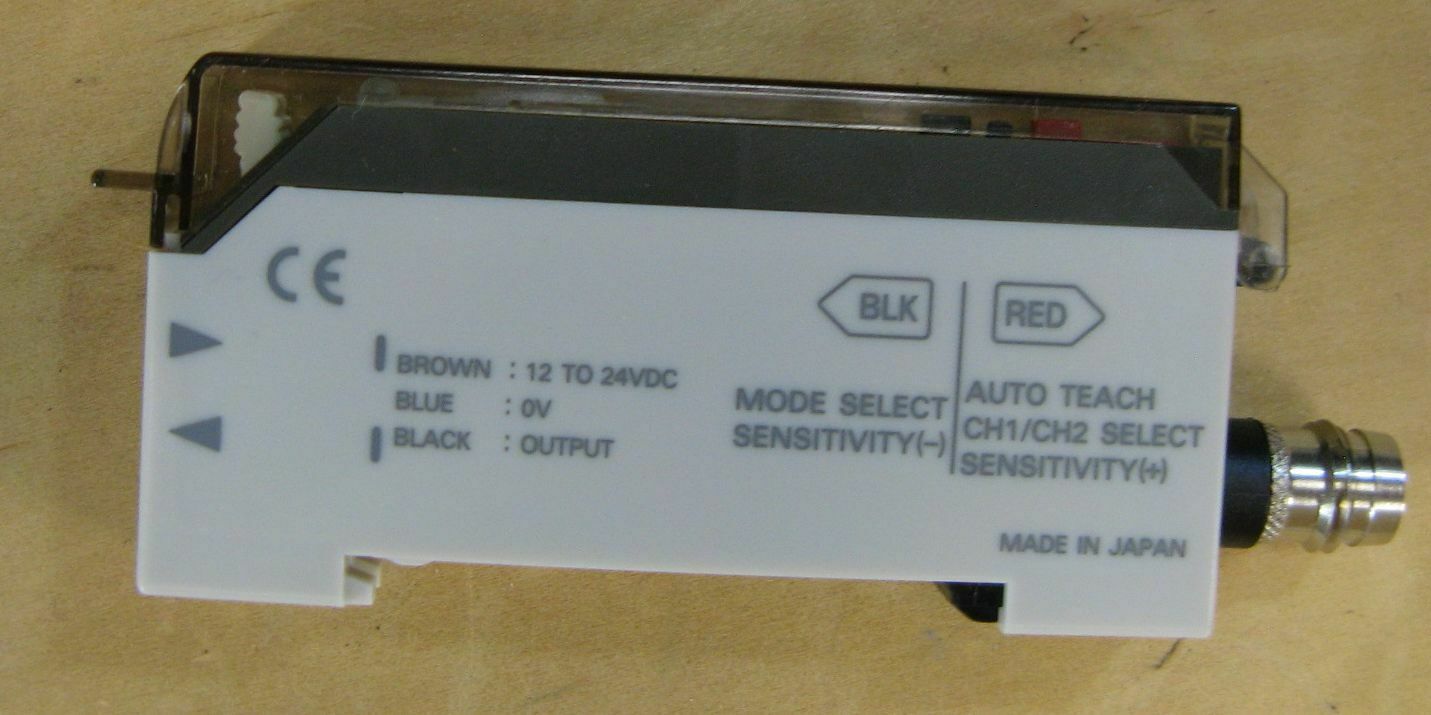 CE
BROWN : 12 TO 24VDC
BLUE : 0V
BLACK : OUTPUT
BLK
MODE SELECT
SENSITIVITY(-)
RED
AUTO TEACH
CH1/CH2 SELECT
SENSITIVITY(+)
MADE IN JAPAN